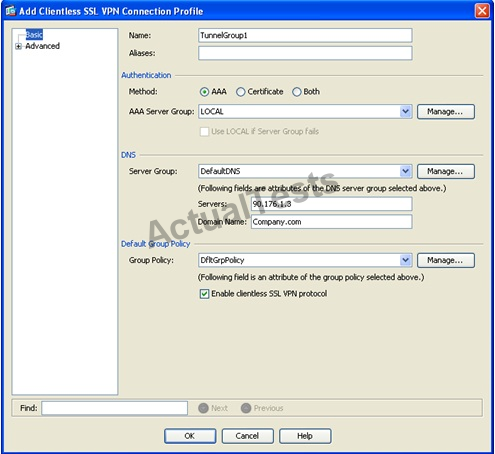 Add Clientless SSL VPN Connection Profile
Basic
Advanced
Name: TunnelGroup1
Aliases:
Authentication
Method: AAA Certificate Both
AAA Server Group: LOCAL Manage...
Use LOCAL if Server Group fails
DNS
Server Group: DefaultDNS Manage...
(Following fields are attributes of the DNS server group selected above.)
Servers: 90.176.1.8
Domain Name: Company.com
ActualTests
Default Group Policy
Group Policy: DfltGrpPolicy Manage...
(Following field is an attribute of the group policy selected above.)
Enable clientless SSL VPN protocol
Find: Next Previous
OK Cancel Help